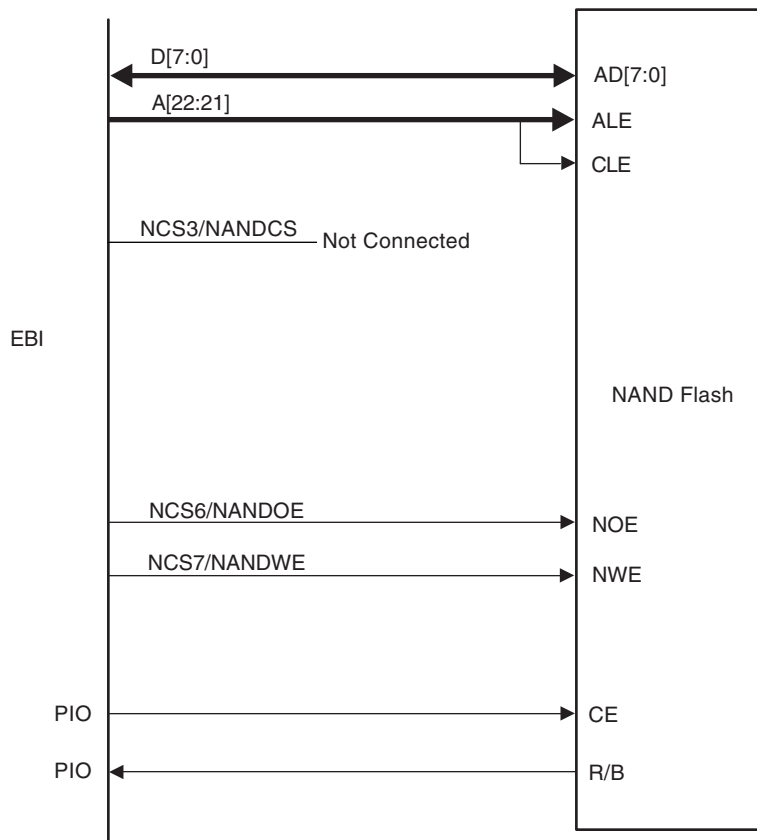 D[7:0]
AD[7:0]
A[22:21]
ALE
CLE
NCS3/NANDCS
Not Connected
EBI
NAND Flash
NCS6/NANDOE
NOE
NCS7/NANDWE
NWE
PIO
CE
PIO
R/B